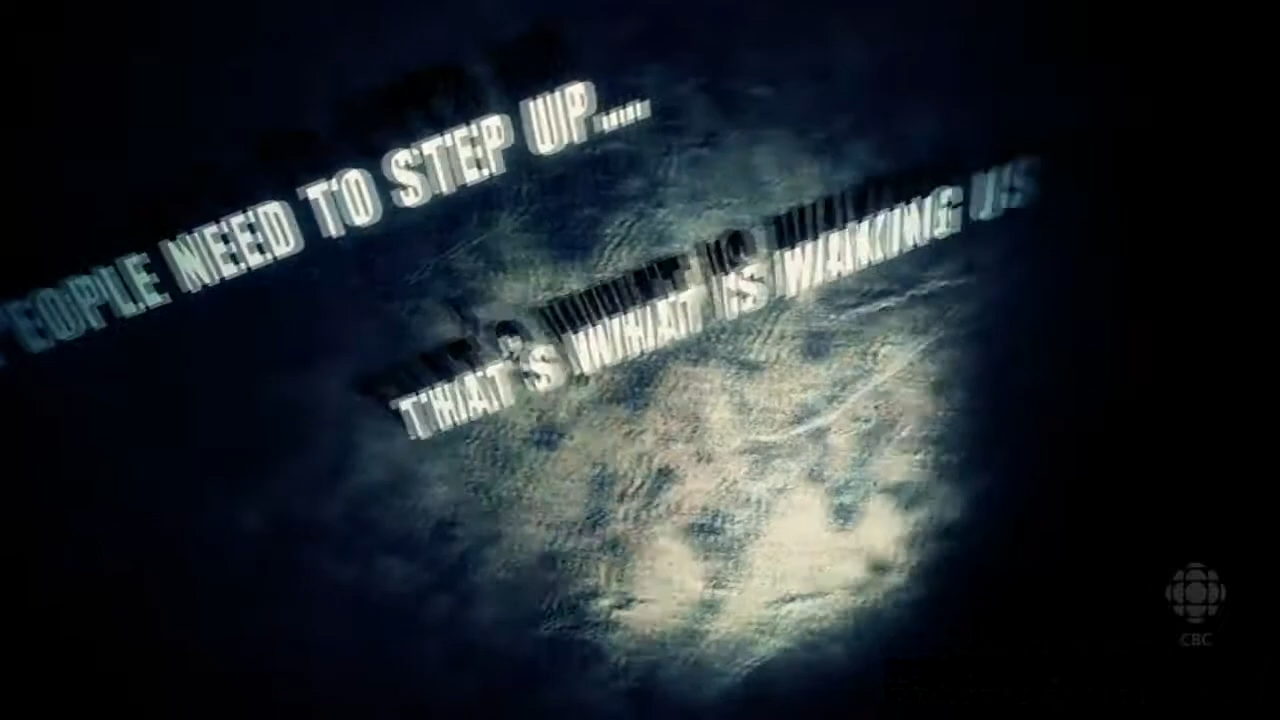 PEOPLE NEED TO STEP UP....
THAT'S WHAT IS WAKING US
CBC